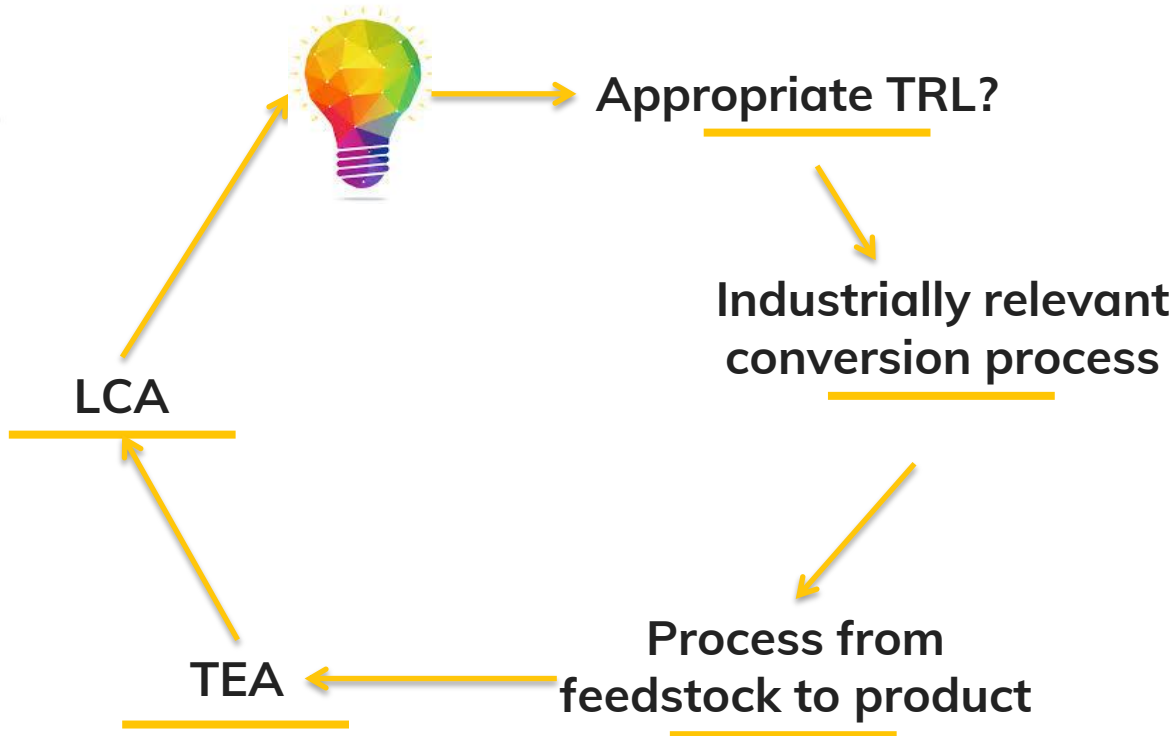 Appropriate TRL?
Industrially relevant
conversion process
LCA
Process from
feedstock to product
TEA